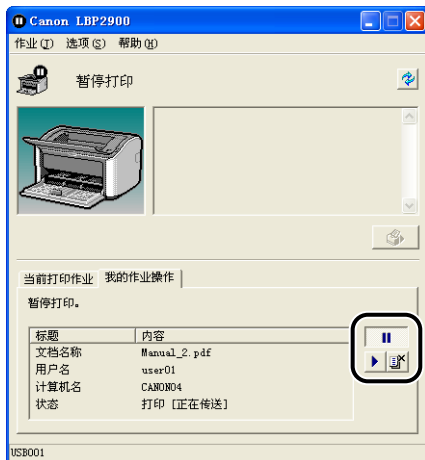 Canon LBP2900
作业(J) 选项(S) 帮助(H)
暂停打印
当前打印作业 我的作业操作
暂停打印。
标题 内容
文档名称 Manual_2.pdf
用户名 user01
计算机名 CANON04
状态 打印 [正在传送]
USB001